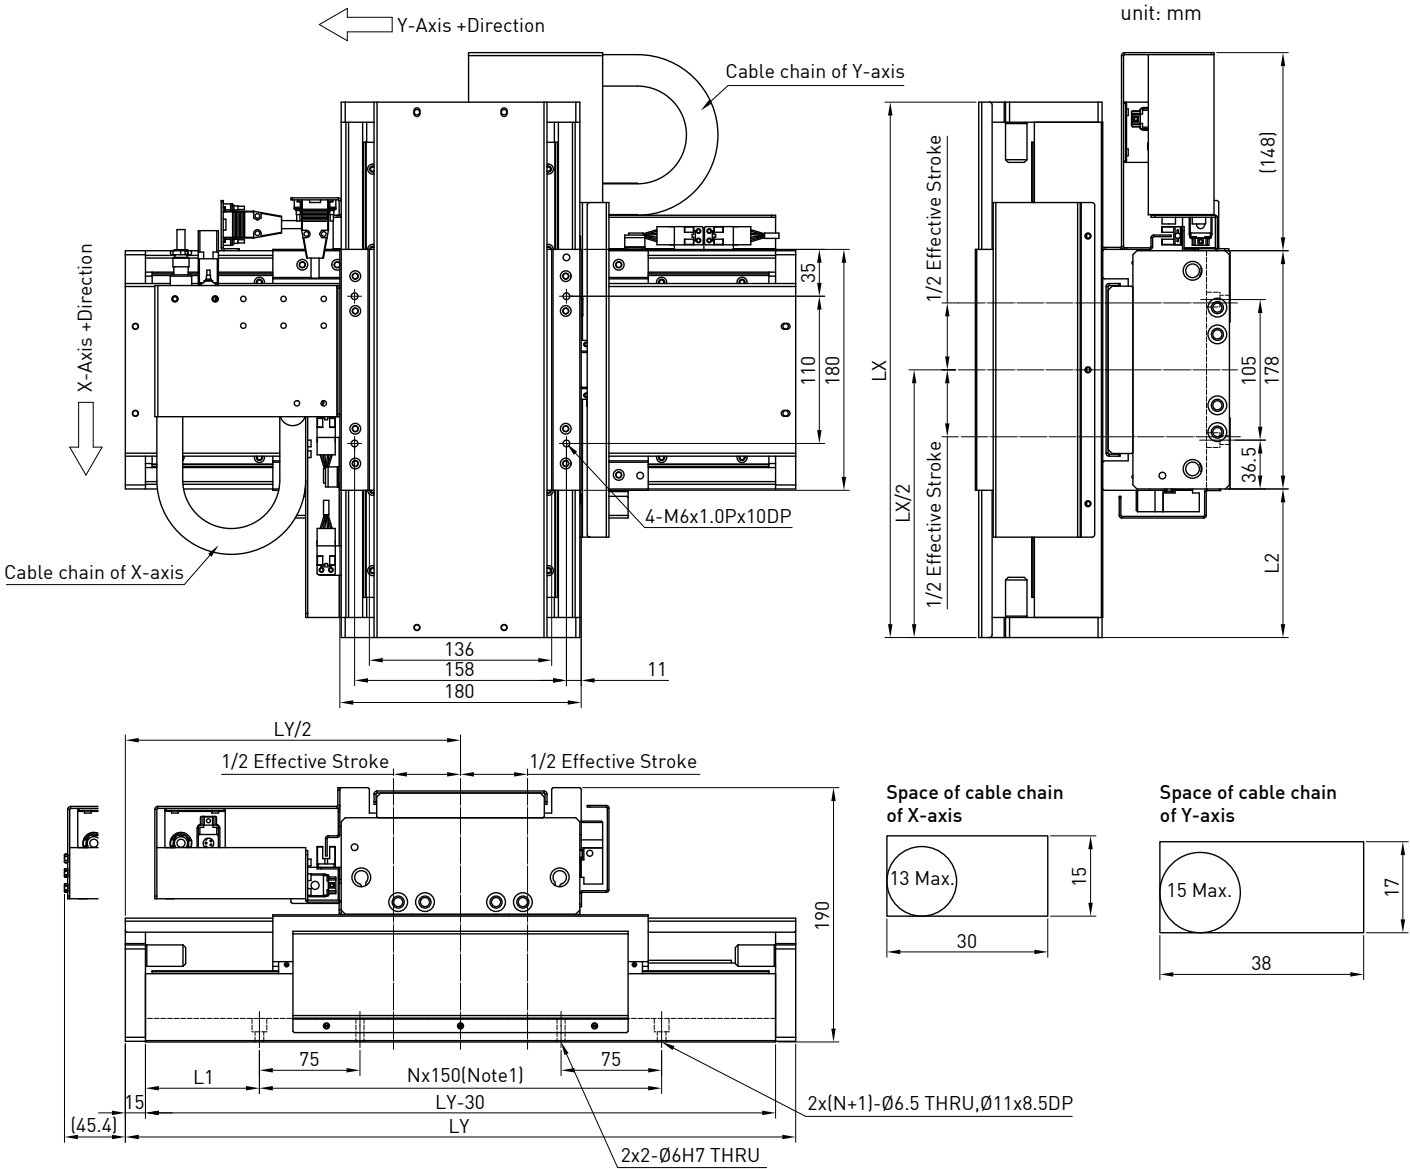 unit: mm
Y-Axis +Direction
Cable chain of Y-axis
X-Axis +Direction
35
110
180
4-M6x1.0Px10DP
Cable chain of X-axis
136
158
180
11
LX
LX/2
1/2 Effective Stroke
1/2 Effective Stroke
(148)
105
178
36.5
L2
LY/2
1/2 Effective Stroke
1/2 Effective Stroke
190
75
75
L1
Nx150(Note1)
15
LY-30
(45.4)
LY
2x(N+1)-Ø6.5 THRU,Ø11x8.5DP
2x2-Ø6H7 THRU
Space of cable chain
of X-axis
13 Max.
15
30
Space of cable chain
of Y-axis
15 Max.
17
38